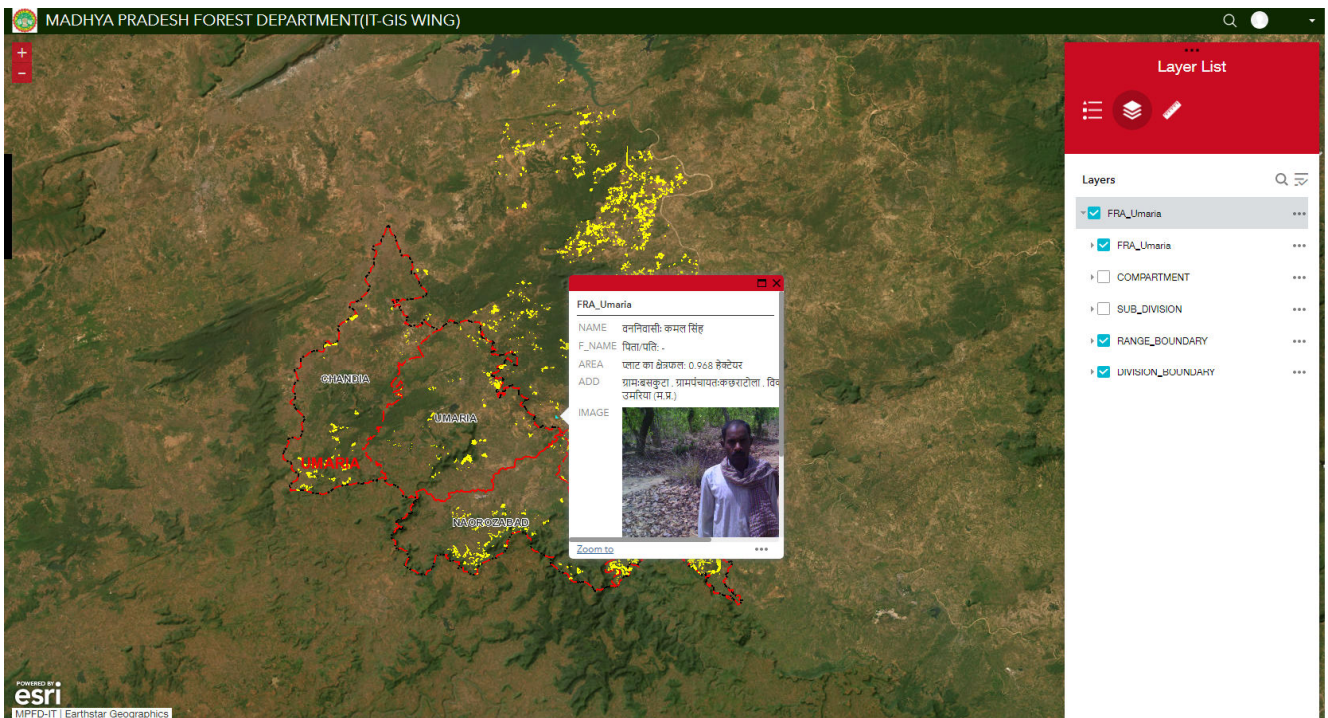 MADHYA PRADESH FOREST DEPARTMENT(IT-GIS WING)
+
-
Layer List
Layers
FRA_Umaria
FRA_Umaria
COMPARTMENT
SUB_DIVISION
RANGE_BOUNDARY
DIVISION_BOUNDARY
FRA_Umaria
NAME वननिवासी: कमल सिंह
F_NAME पिता/पति: -
AREA प्लाट का क्षेत्रफल: 0.968 हेक्टेयर
ADD ग्राम:बसकुटा , ग्रामपंचायत:कछराटोला ,
उमरिया (म.प्र.)
IMAGE
Zoom to
CHANDIA
UMARIA
UMARIA
NAOROZABAD
POWERED BY
esri
MPFD-IT | Earthstar Geographics